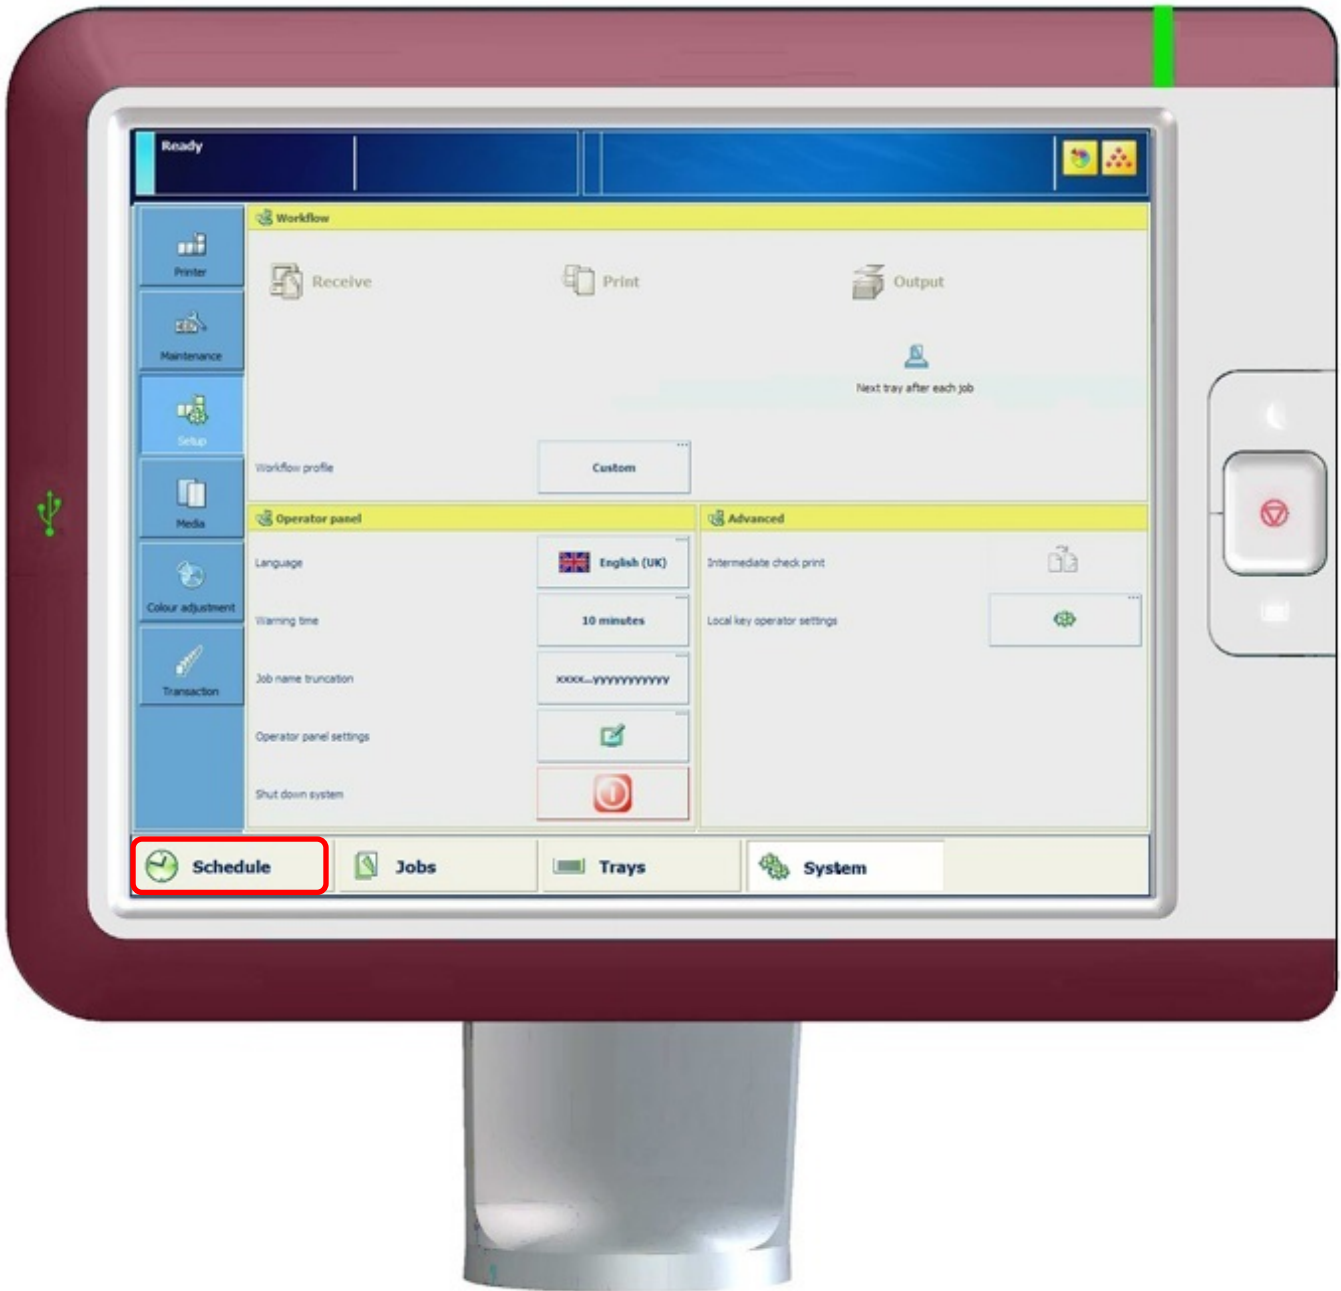 Ready
Workflow
Printer
Receive
Print
Output
Maintenance
Next tray after each job
Setup
Workflow profile
Custom
Media
Operator panel
Advanced
Language
English (UK)
Intermediate check print
Colour adjustment
Warning time
10 minutes
Local key operator settings
Transaction
Job name truncation
xxxx...yyyyyyyyyyy
Operator panel settings
Shut down system
Schedule
Jobs
Trays
System